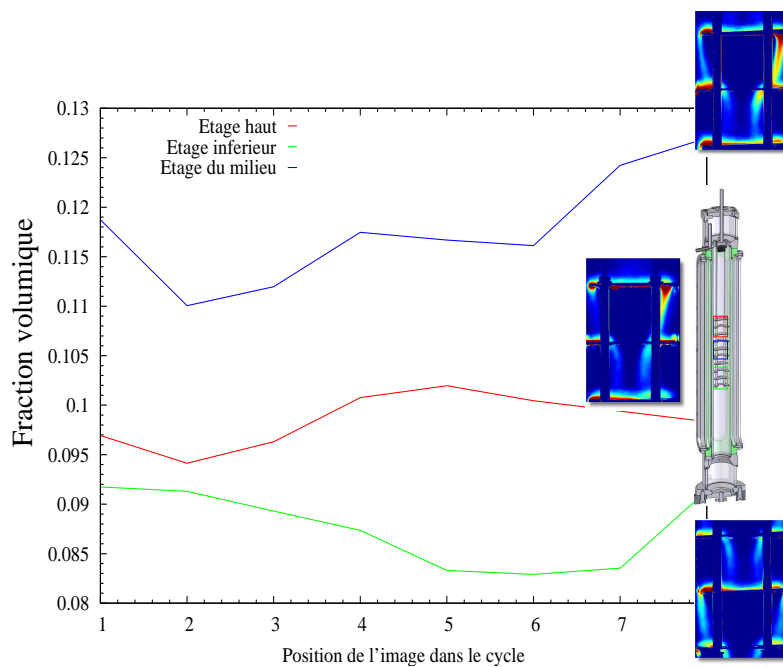 0.13
0.125
0.12
0.115
0.11
0.105
0.1
0.095
0.09
0.085
0.08
Fraction volumique
Etage haut
Etage inferieur
Etage du milieu
1 2 3 4 5 6 7
Position de l'image dans le cycle